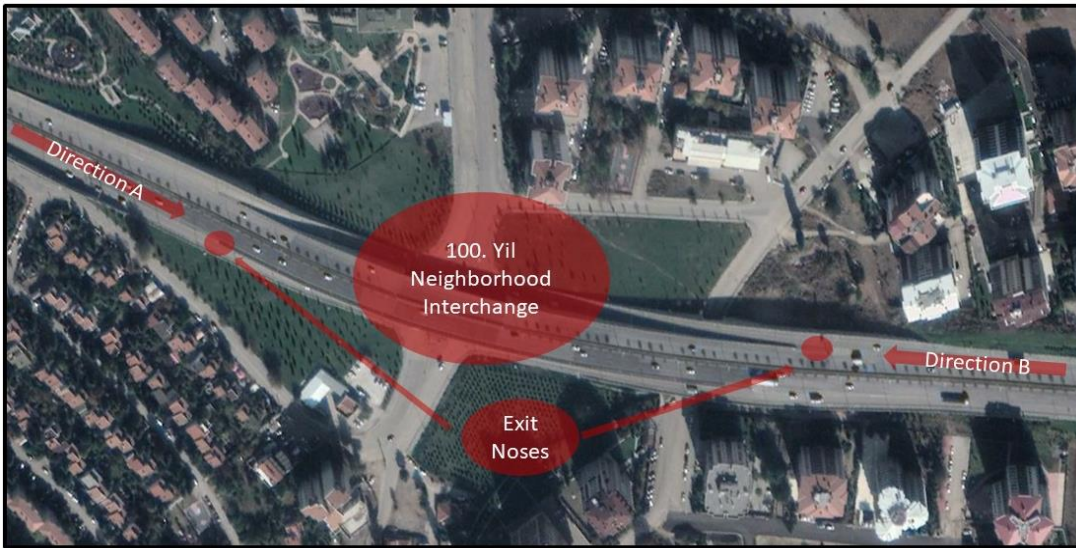 Direction A
100. Yil
Neighborhood
Interchange
Direction B
Exit
Noses